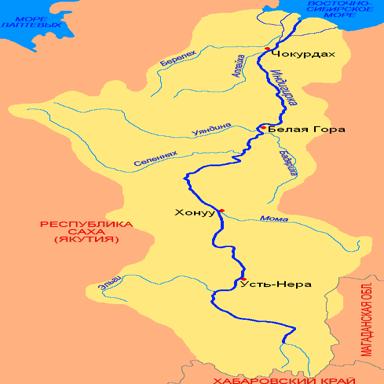 МОРЕ
ЛАПТЕВЫХ
ВОСТОЧНО-
СИБИРСКОЕ
МОРЕ
Чокурдах
Берелех
Аллаиха
Индигирка
Уяндина
Белая Гора
Селеннях
Бадяриха
Хонуу
Мома
РЕСПУБЛИКА
САХА
(ЯКУТИЯ)
Эльги
Усть-Нера
МАГАДАНСКАЯ ОБЛ.
ХАБАРОВСКИЙ КРАЙ